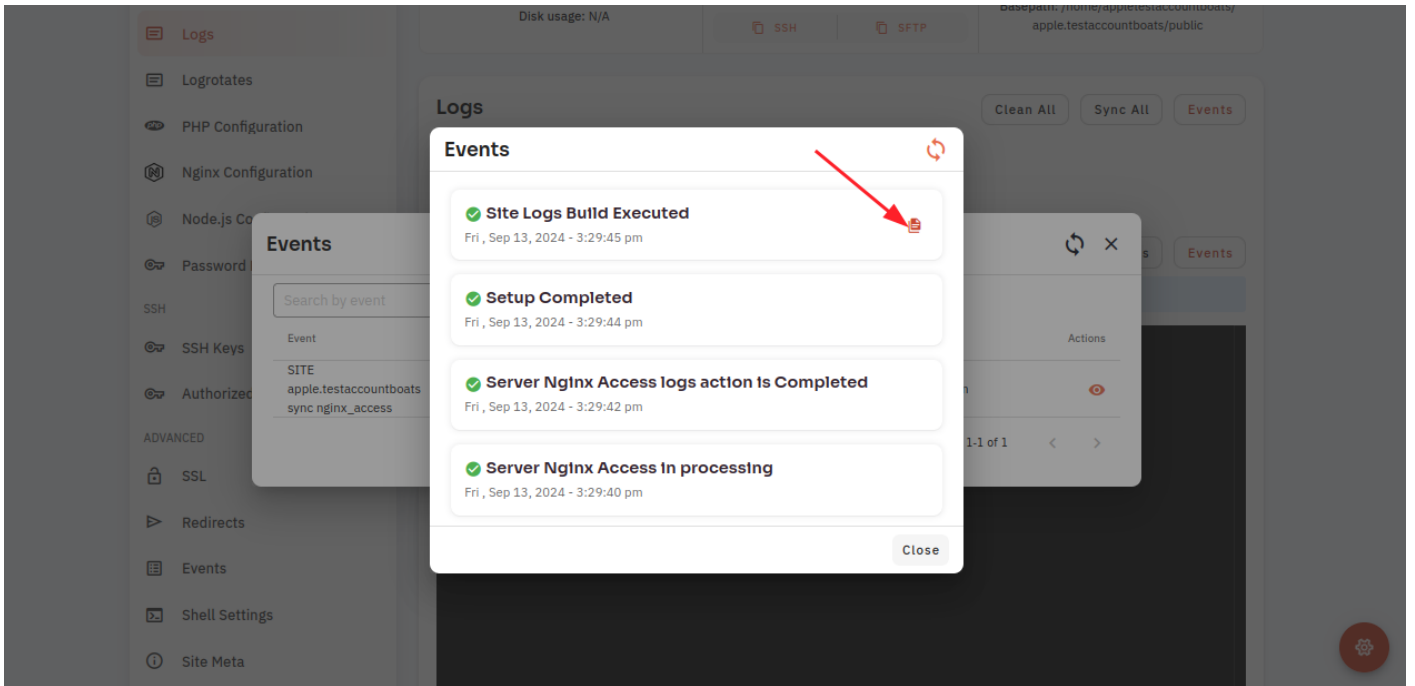 Disk usage: N/A
SSH
SFTP
Basepath: /home/appletestaccountboats/
apple.testaccountboats/public
Logs
Logrotates
PHP Configuration
Nginx Configuration
Node.js Co
Password
SSH
SSH Keys
Authorized
ADVANCED
SSL
Redirects
Events
Shell Settings
Site Meta
Logs
Clean All
Sync All
Events
s
Events
Events
Search by event
Event
Actions
SITE
apple.testaccountboats
sync nginx_access
1-1 of 1
Events
Site Logs Build Executed
Fri , Sep 13, 2024 - 3:29:45 pm
Setup Completed
Fri , Sep 13, 2024 - 3:29:44 pm
Server Nginx Access logs action is Completed
Fri , Sep 13, 2024 - 3:29:42 pm
Server Nginx Access in processing
Fri , Sep 13, 2024 - 3:29:40 pm
Close